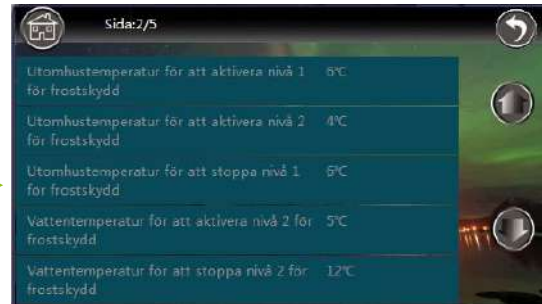 Sida:2/5
Utomhustemperatur för att aktivera nivå 1 6℃
för frostskydd
Utomhustemperatur för att aktivera nivå 2 4℃
för frostskydd
Utomhustemperatur för att stoppa nivå 1 6℃
för frostskydd
Vattentemperatur för att aktivera nivå 2 för 5℃
frostskydd
Vattentemperatur för att stoppa nivå 2 för 12℃
frostskydd